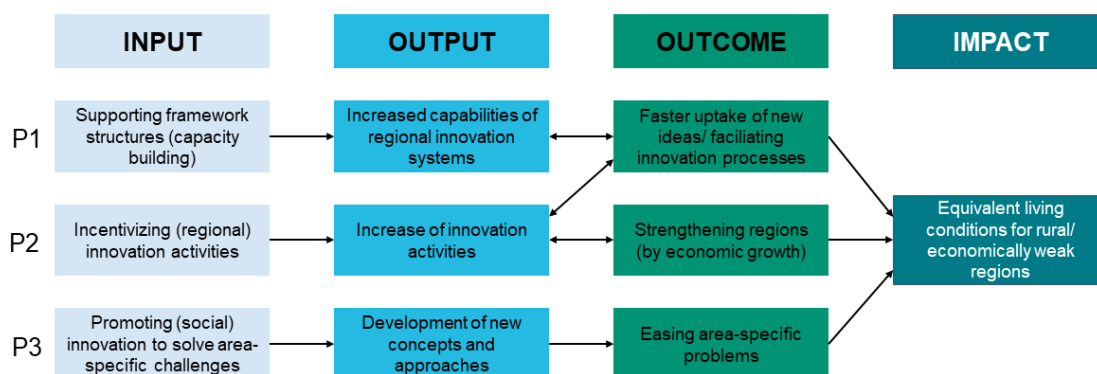 INPUT
OUTPUT
OUTCOME
IMPACT
P1
Supporting framework
structures (capacity
building)
Increased capabilities of
regional innovation
systems
Faster uptake of new
ideas/ faciliating
innovation processes
P2
Incentivizing (regional)
innovation activities
Increase of innovation
activities
Strengthening regions
(by economic growth)
Equivalent living
conditions for rural/
economically weak
regions
P3
Promoting (social)
innovation to solve area-
specific challenges
Development of new
concepts and
approaches
Easing area-specific
problems